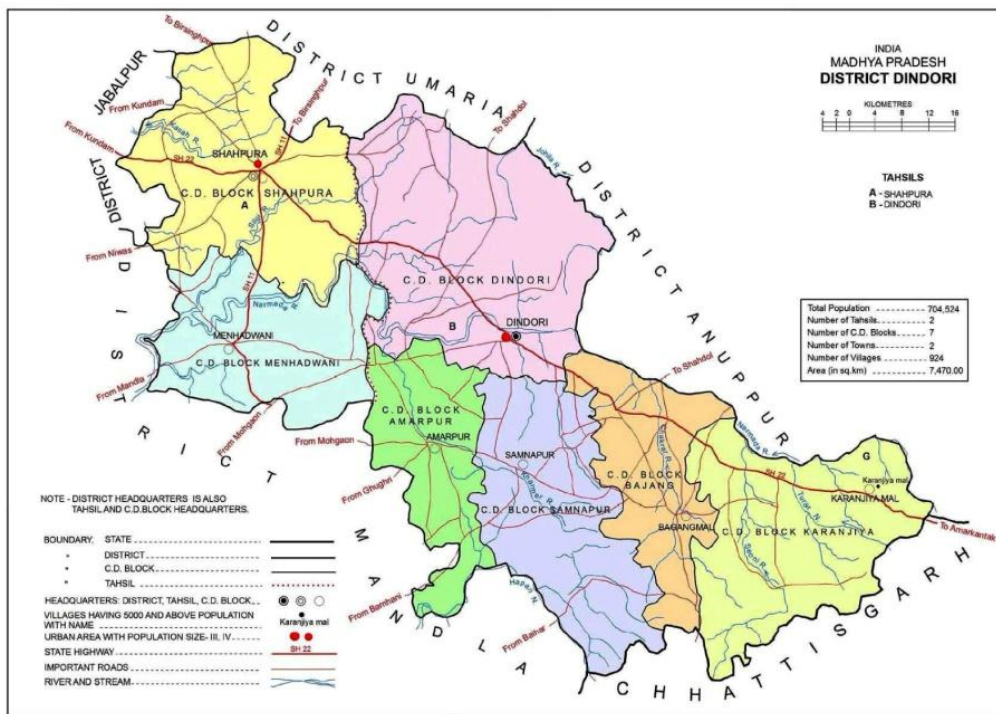 INDIA
MADHYA PRADESH
DISTRICT DINDORI
KILOMETRES
4 0 4 8 12 16
TAHSILS
A - SHAHPURA
B - DINDORI
Total Population 704,524
Number of Tahsils 2
Number of C.D. Blocks 7
Number of Towns 2
Number of Villages 924
Area (in sq.km) 7,470.00
To Birsinghpur
DISTRICT UMARIA
DISTRICT JABALPUR
From Kundam
To Birsinghpur
To Shahdol
Johila R.
From Kundam
SH 22
SH 11
SHAHPURA
C.D. BLOCK SHAHPURA
A
DISTRICT ANUPPUR
From Niwas
SH 11
C.D. BLOCK DINDORI
Narmada R.
B
DINDORI
MENHADWANI
C.D. BLOCK MENHADWANI
From Mandla
From Mohgaon
To Shahdol
C.D. BLOCK
AMARPUR
AMARPUR
From Mohgaon
From Ghughri
SAMNAPUR
C.D. BLOCK SAMNAPUR
Kharmer R.
C.D. BLOCK
BAJANG
BAGANGMAL
Narmada R.
SH 22
G
Karanjiya mal
KARANJIYA MAL
Turar N.
C.D. BLOCK KARANJIYA
To Amarkantak
From Bamhani
From Baihar
DISTRICT MANDLA
CHHATISGARH
NOTE - DISTRICT HEADQUARTERS IS ALSO
TAHSIL AND C.D.BLOCK HEADQUARTERS.
BOUNDARY, STATE
" DISTRICT
" C.D. BLOCK
" TAHSIL
HEADQUARTERS: DISTRICT, TAHSIL, C.D. BLOCK
VILLAGES HAVING 5000 AND ABOVE POPULATION
WITH NAME Karanjiya mal
URBAN AREA WITH POPULATION SIZE- III, IV
STATE HIGHWAY SH 22
IMPORTANT ROADS
RIVER AND STREAM